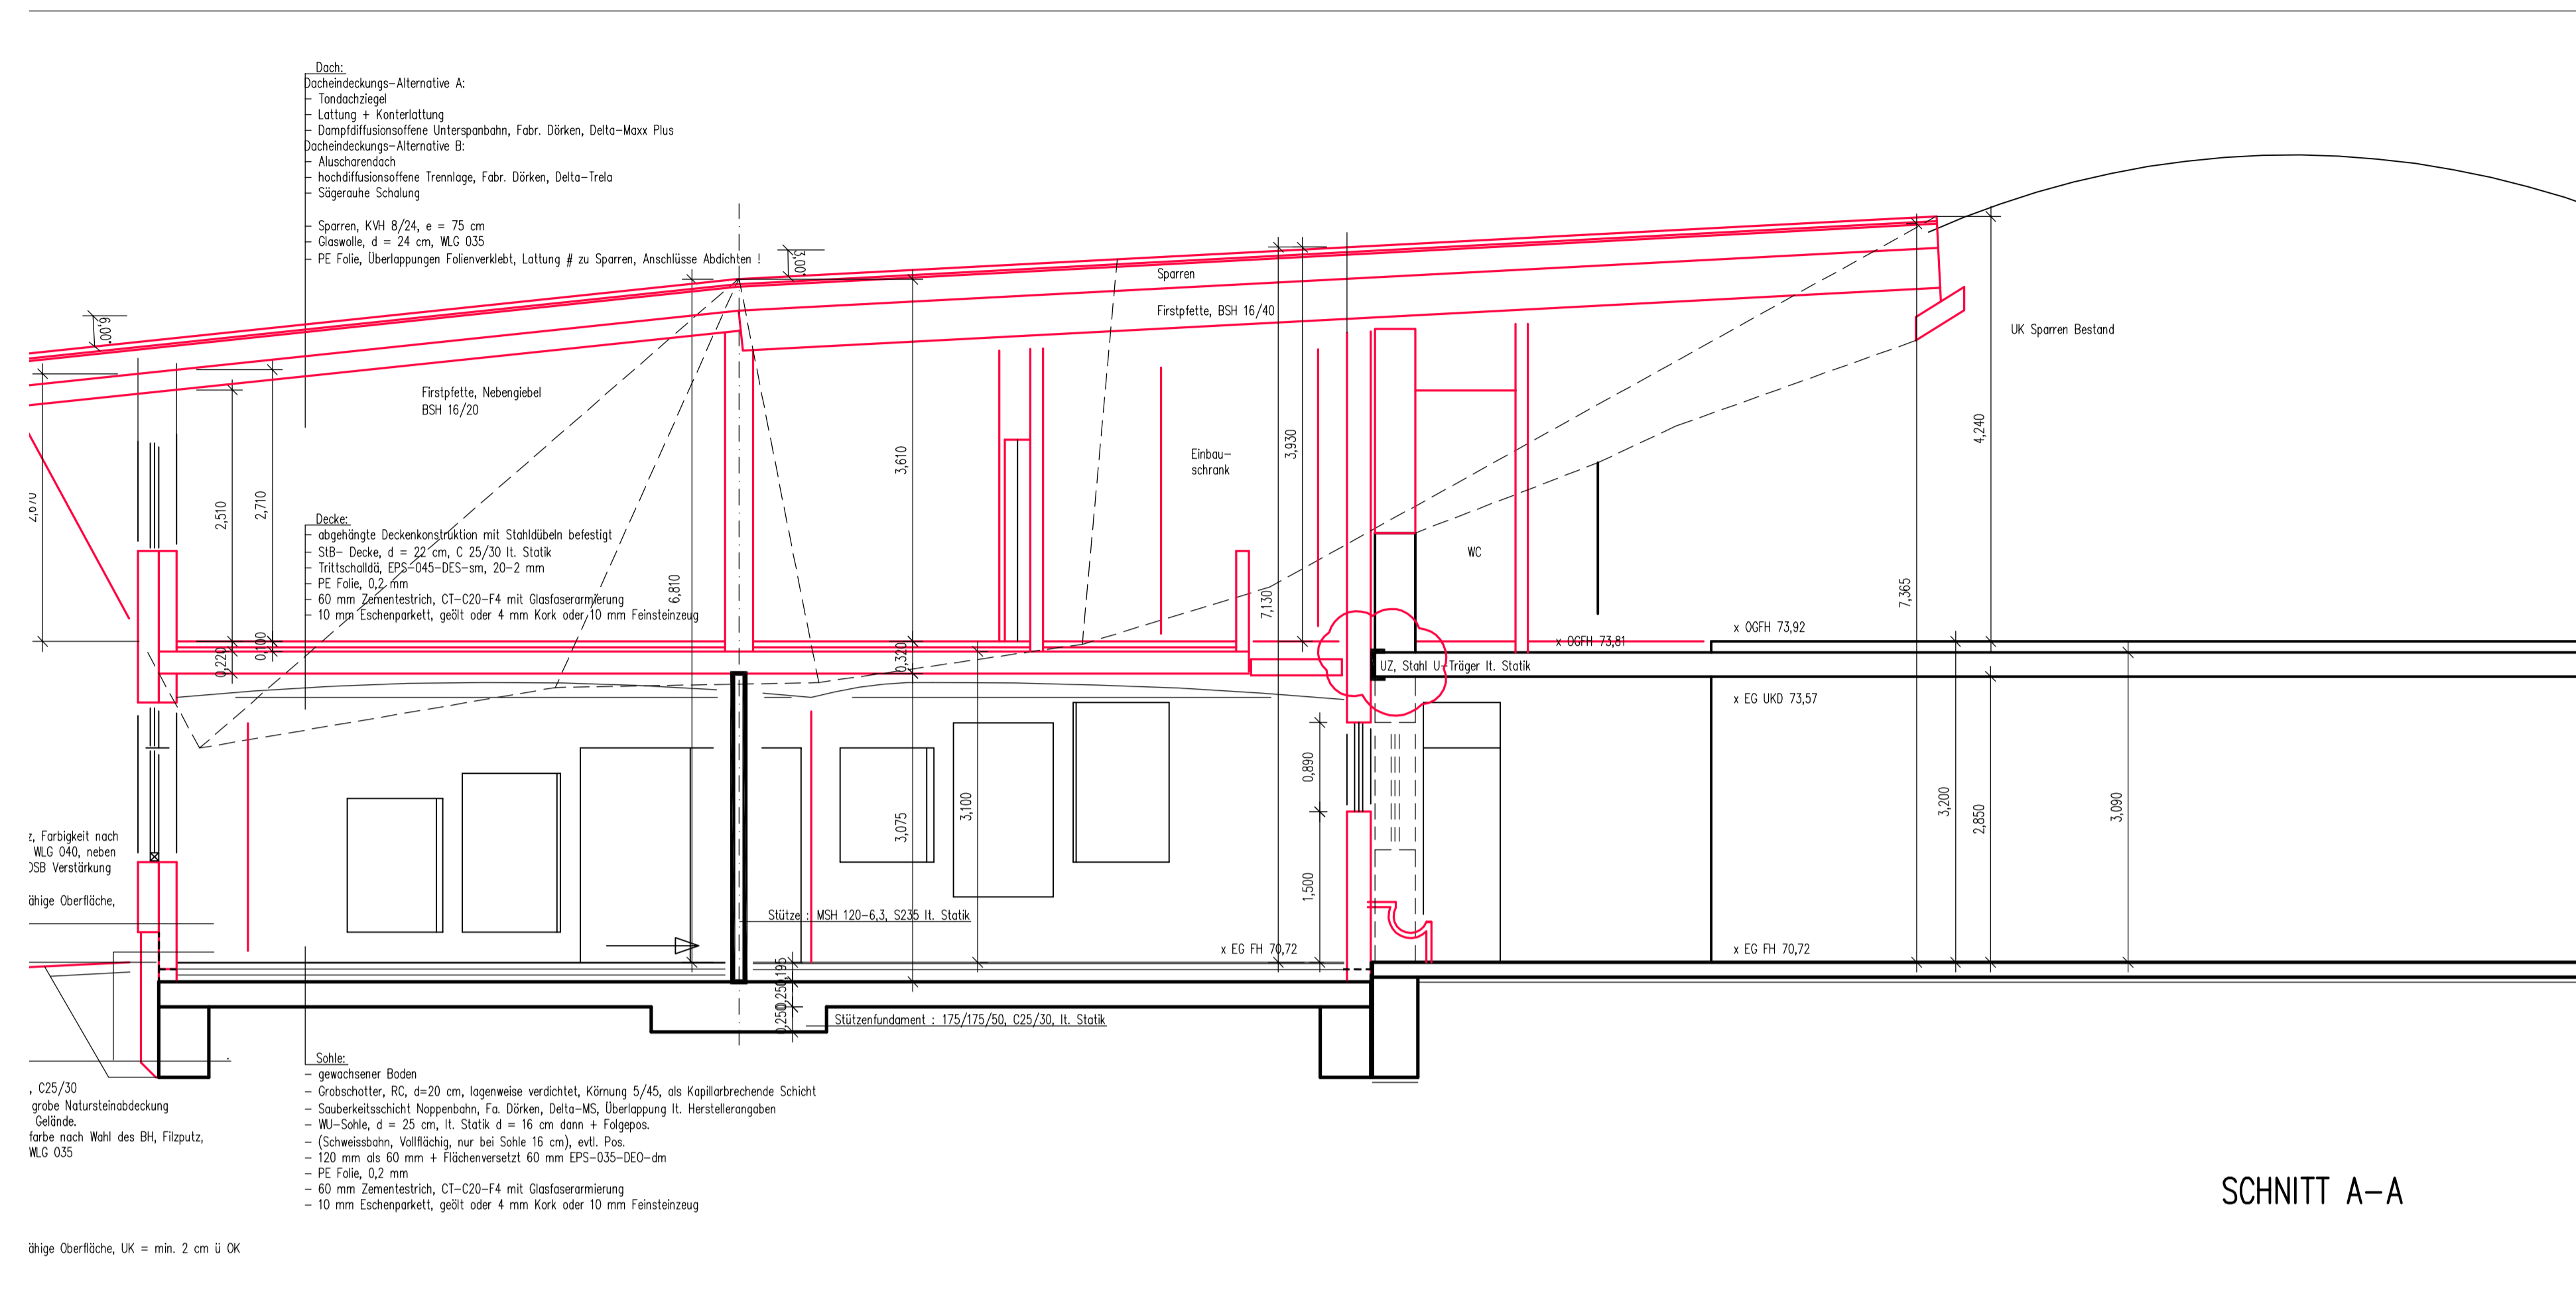 Dach:
Dacheindeckungs-Alternative A:
- Tondachziegel
- Lattung + Konterlattung
- Dampfdiffusionsoffene Unterspanbahn, Fabr. Dörken, Delta-Maxx Plus
Dacheindeckungs-Alternative B:
- Aluscharendach
- hochdiffusionsoffene Trennlage, Fabr. Dörken, Delta-Trela
- Sägerauhe Schalung
- Sparren, KVH 8/24, e = 75 cm
- Glaswolle, d = 24 cm, WLG 035
- PE Folie, Überlappungen Folienverklebt, Lattung # zu Sparren, Anschlüsse Abdichten !
3,00°
6,00°
Sparren
Firstpfette, BSH 16/40
UK Sparren Bestand
Firstpfette, Nebengiebel
BSH 16/20
Einbau-
schrank
2,670
2,510
2,710
3,610
3,930
4,240
Decke:
- abgehängte Deckenkonstruktion mit Stahldübeln befestigt
- StB- Decke, d = 22 cm, C 25/30 lt. Statik
- Trittschalldä, EPS-045-DES-sm, 20-2 mm
- PE Folie, 0,2 mm
- 60 mm Zementestrich, CT-C20-F4 mit Glasfaserarmierung
- 10 mm Eschenparkett, geölt oder 4 mm Kork oder 10 mm Feinsteinzeug
6,810
7,130
7,365
WC
0,220
0,100
0,320
x OGFH 73,81
x OGFH 73,92
UZ, Stahl U-Träger lt. Statik
x EG UKD 73,57
0,890
3,075
3,100
1,500
3,200
2,850
3,090
z, Farbigkeit nach
WLG 040, neben
OSB Verstärkung
ähige Oberfläche,
Stütze : MSH 120-6,3, S235 lt. Statik
x EG FH 70,72
x EG FH 70,72
0,195
0,250
0,250
Stützenfundament : 175/175/50, C25/30, lt. Statik
, C25/30
grobe Natursteinabdeckung
Gelände.
farbe nach Wahl des BH, Filzputz,
WLG 035
Sohle:
- gewachsener Boden
- Grobschotter, RC, d=20 cm, lagenweise verdichtet, Körnung 5/45, als Kapillarbrechende Schicht
- Sauberkeitsschicht Noppenbahn, Fa. Dörken, Delta-MS, Überlappung lt. Herstellerangaben
- WU-Sohle, d = 25 cm, lt. Statik d = 16 cm dann + Folgepos.
- (Schweissbahn, Vollflächig, nur bei Sohle 16 cm), evtl. Pos.
- 120 mm als 60 mm + Flächenversetzt 60 mm EPS-035-DEO-dm
- PE Folie, 0,2 mm
- 60 mm Zementestrich, CT-C20-F4 mit Glasfaserarmierung
- 10 mm Eschenparkett, geölt oder 4 mm Kork oder 10 mm Feinsteinzeug
SCHNITT A-A
ähige Oberfläche, UK = min. 2 cm ü OK